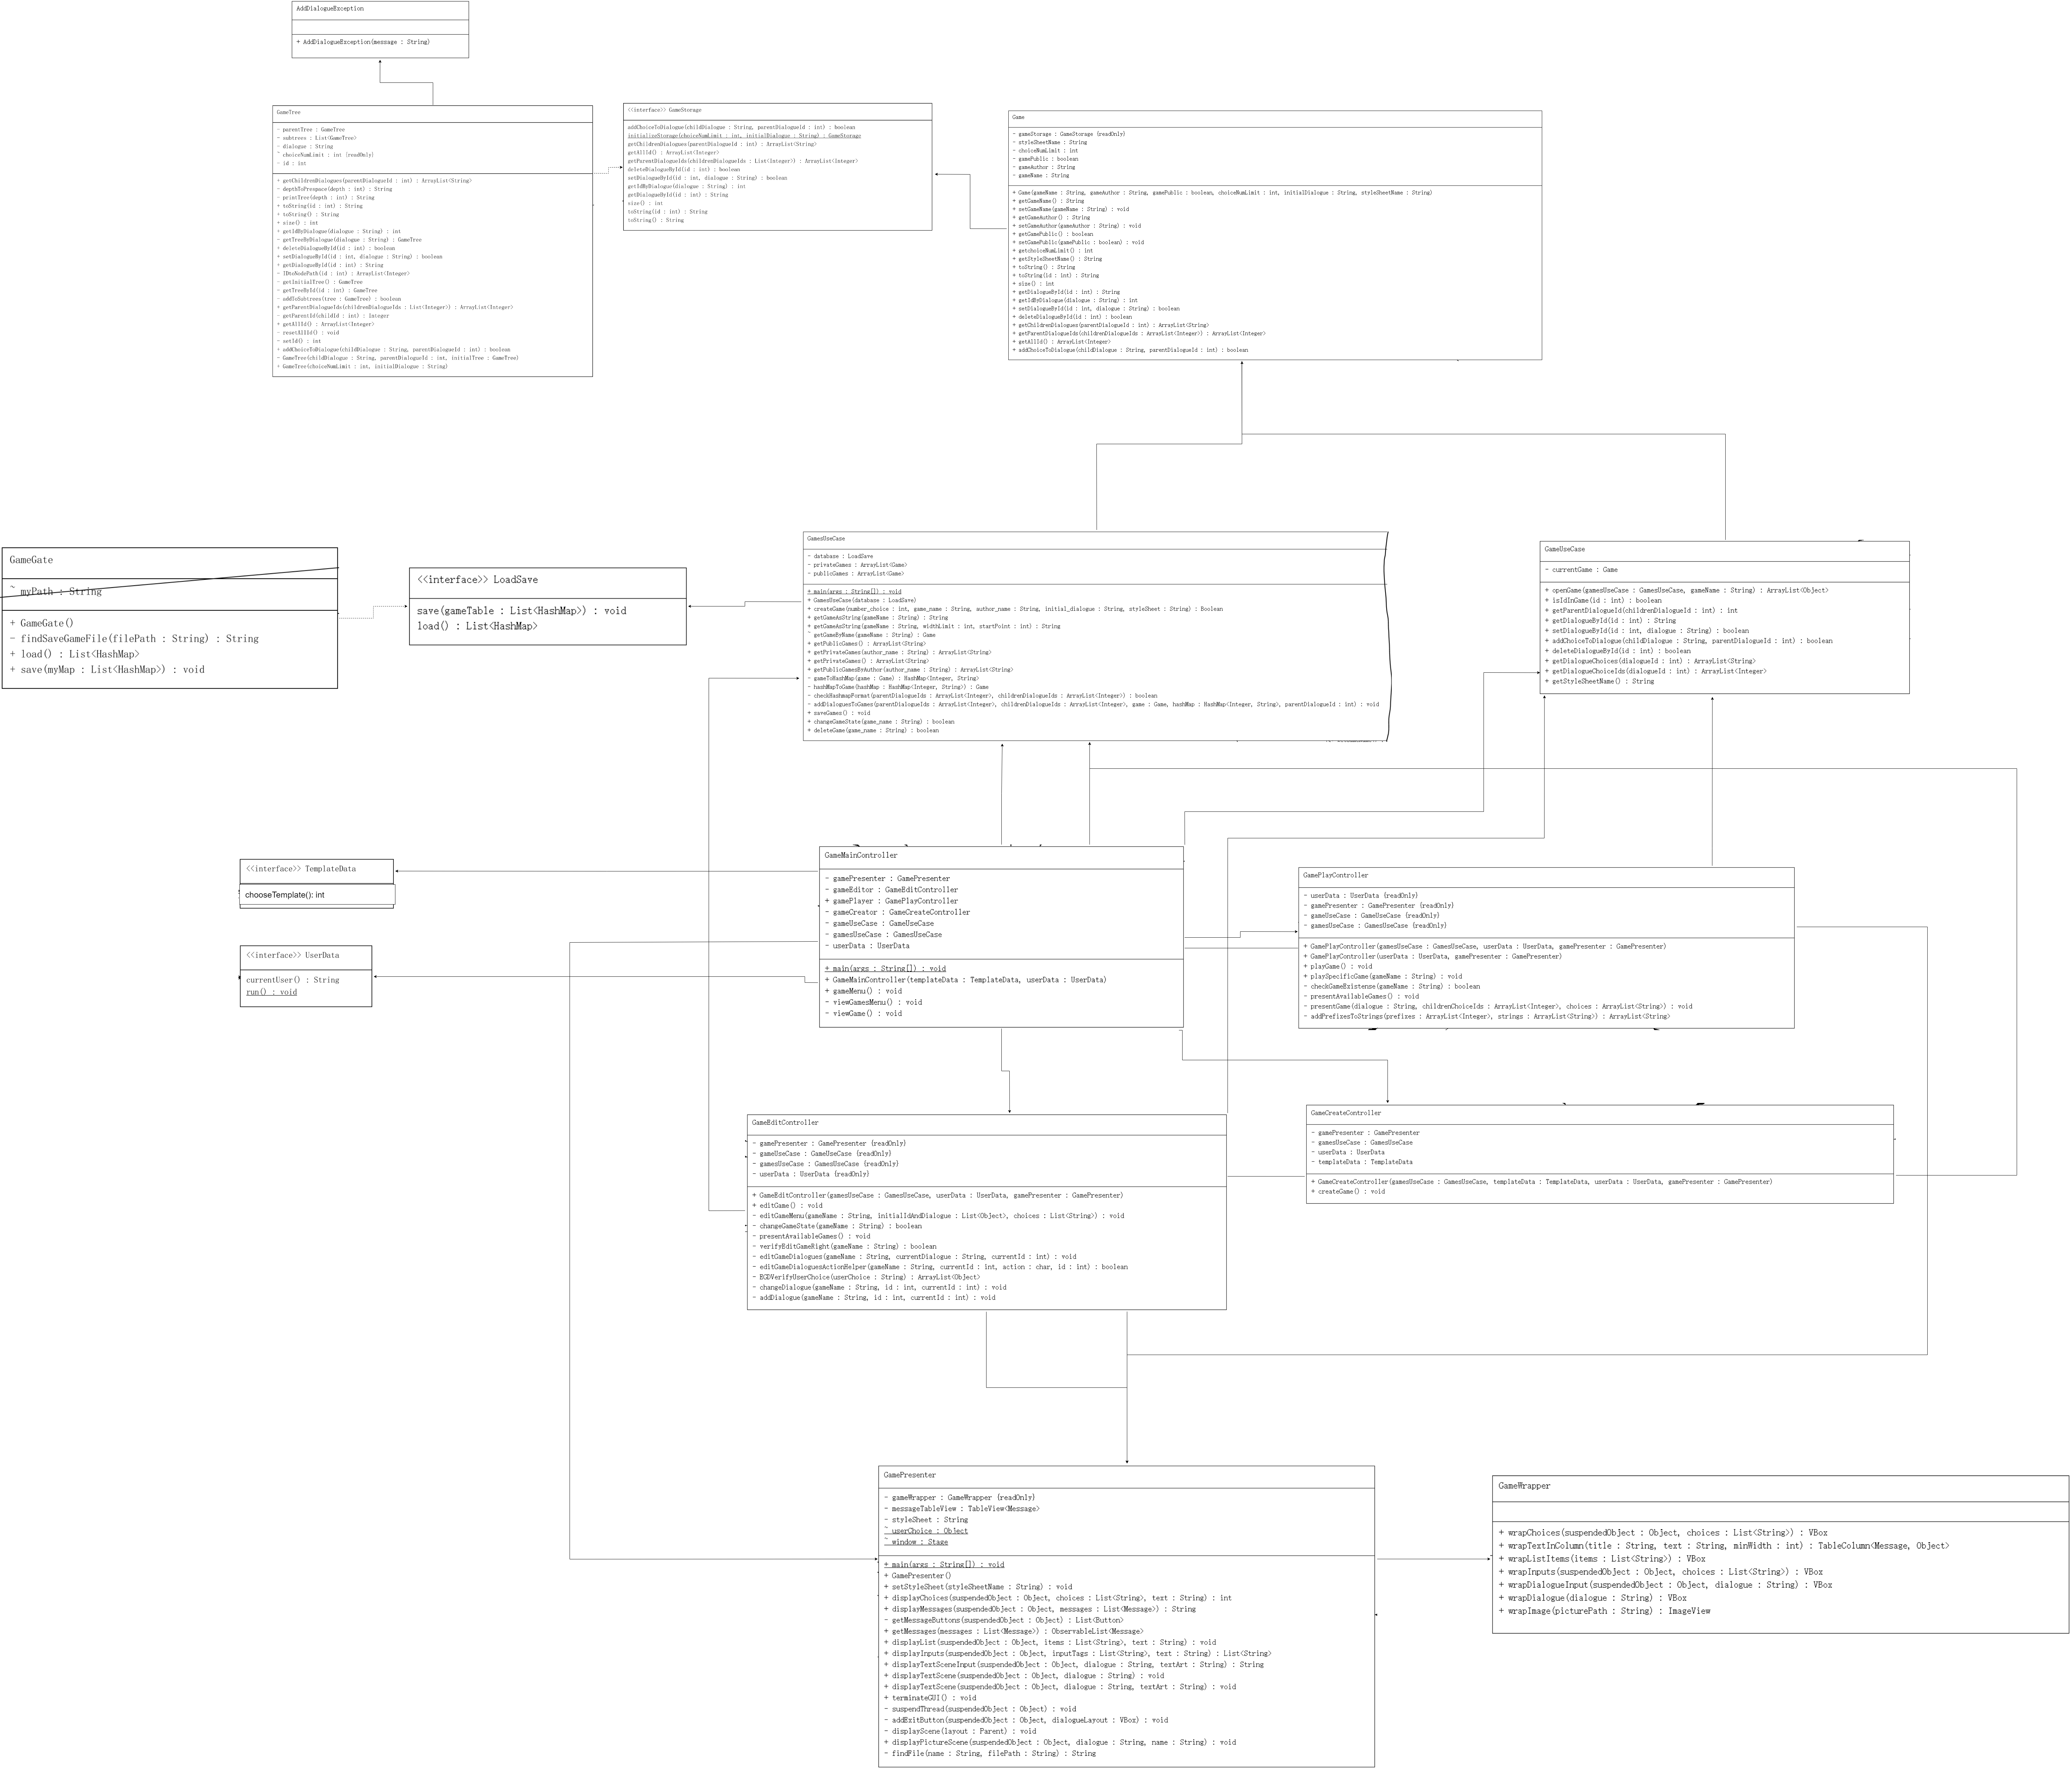 AddDialogueException
+ AddDialogueException(message : String)
GameTree
- parentTree : GameTree
- subtrees : List<GameTree>
- dialogue : String
~ choiceNumLimit : int {readOnly}
- id : int
+ getChildrenDialogues(parentDialogueId : int) : ArrayList<String>
- depthToPrespace(depth : int) : String
- printTree(depth : int) : String
+ toString(id : int) : String
+ toString() : String
+ size() : int
+ getIdByDialogue(dialogue : String) : int
- getTreeByDialogue(dialogue : String) : GameTree
+ deleteDialogueById(id : int) : boolean
+ setDialogueById(id : int, dialogue : String) : boolean
+ getDialogueById(id : int) : String
- IDtoNodePath(id : int) : ArrayList<Integer>
- getInitialTree() : GameTree
- getTreeById(id : int) : GameTree
- addToSubtrees(tree : GameTree) : boolean
+ getParentDialogueIds(childrenDialogueIds : List<Integer>) : ArrayList<Integer>
- getParentId(childId : int) : Integer
+ getAllId() : ArrayList<Integer>
- resetAllId() : void
- setId() : int
+ addChoiceToDialogue(childDialogue : String, parentDialogueId : int) : boolean
- GameTree(childDialogue : String, parentDialogueId : int, initialTree : GameTree)
+ GameTree(choiceNumLimit : int, initialDialogue : String)
<<interface>> GameStorage
addChoiceToDialogue(childDialogue : String, parentDialogueId : int) : boolean
initializeStorage(choiceNumLimit : int, initialDialogue : String) : GameStorage
getChildrenDialogues(parentDialogueId : int) : ArrayList<String>
getAllId() : ArrayList<Integer>
getParentDialogueIds(childrenDialogueIds : List<Integer>) : ArrayList<Integer>
deleteDialogueById(id : int) : boolean
setDialogueById(id : int, dialogue : String) : boolean
getIdByDialogue(dialogue : String) : int
getDialogueById(id : int) : String
size() : int
toString(id : int) : String
toString() : String
Game
- gameStorage : GameStorage {readOnly}
- styleSheetName : String
- choiceNumLimit : int
- gamePublic : boolean
- gameAuthor : String
- gameName : String
+ Game(gameName : String, gameAuthor : String, gamePublic : boolean, choiceNumLimit : int, initialDialogue : String, styleSheetName : String)
+ getGameName() : String
+ setGameName(gameName : String) : void
+ getGameAuthor() : String
+ setGameAuthor(gameAuthor : String) : void
+ getGamePublic() : boolean
+ setGamePublic(gamePublic : boolean) : void
+ getchoiceNumLimit() : int
+ getStyleSheetName() : String
+ toString() : String
+ toString(id : int) : String
+ size() : int
+ getDialogueById(id : int) : String
+ getIdByDialogue(dialogue : String) : int
+ setDialogueById(id : int, dialogue : String) : boolean
+ deleteDialogueById(id : int) : boolean
+ getChildrenDialogues(parentDialogueId : int) : ArrayList<String>
+ getParentDialogueIds(childrenDialogueIds : ArrayList<Integer>) : ArrayList<Integer>
+ getAllId() : ArrayList<Integer>
+ addChoiceToDialogue(childDialogue : String, parentDialogueId : int) : boolean
GameGate
~ myPath : String
+ GameGate()
- findSaveGameFile(filePath : String) : String
+ load() : List<HashMap>
+ save(myMap : List<HashMap>) : void
<<interface>> LoadSave
save(gameTable : List<HashMap>) : void
load() : List<HashMap>
GamesUseCase
- database : LoadSave
- privateGames : ArrayList<Game>
- publicGames : ArrayList<Game>
+ main(args : String[]) : void
+ GamesUseCase(database : LoadSave)
+ createGame(number_choice : int, game_name : String, author_name : String, initial_dialogue : String, styleSheet : String) : Boolean
+ getGameAsString(gameName : String) : String
+ getGameAsString(gameName : String, widthLimit : int, startPoint : int) : String
~ getGameByName(gameName : String) : Game
+ getPublicGames() : ArrayList<String>
+ getPrivateGames(author_name : String) : ArrayList<String>
+ getPrivateGames() : ArrayList<String>
+ getPublicGamesByAuthor(author_name : String) : ArrayList<String>
- gameToHashMap(game : Game) : HashMap<Integer, String>
- hashMapToGame(hashMap : HashMap<Integer, String>) : Game
- checkHashmapFormat(parentDialogueIds : ArrayList<Integer>, childrenDialogueIds : ArrayList<Integer>) : boolean
- addDialoguesToGames(parentDialogueIds : ArrayList<Integer>, childrenDialogueIds : ArrayList<Integer>, game : Game, hashMap : HashMap<Integer, String>, parentDialogueId : int) : void
+ saveGames() : void
+ changeGameState(game_name : String) : boolean
+ deleteGame(game_name : String) : boolean
GameUseCase
- currentGame : Game
+ openGame(gamesUseCase : GamesUseCase, gameName : String) : ArrayList<Object>
+ isIdInGame(id : int) : boolean
+ getParentDialogueId(childrenDialogueId : int) : int
+ getDialogueById(id : int) : String
+ setDialogueById(id : int, dialogue : String) : boolean
+ addChoiceToDialogue(childDialogue : String, parentDialogueId : int) : boolean
+ deleteDialogueById(id : int) : boolean
+ getDialogueChoices(dialogueId : int) : ArrayList<String>
+ getDialogueChoiceIds(dialogueId : int) : ArrayList<Integer>
+ getStyleSheetName() : String
<<interface>> TemplateData
chooseTemplate(): int
<<interface>> UserData
currentUser() : String
run() : void
GameMainController
- gamePresenter : GamePresenter
- gameEditor : GameEditController
+ gamePlayer : GamePlayController
- gameCreator : GameCreateController
- gameUseCase : GameUseCase
- gamesUseCase : GamesUseCase
- userData : UserData
+ main(args : String[]) : void
+ GameMainController(templateData : TemplateData, userData : UserData)
+ gameMenu() : void
- viewGamesMenu() : void
- viewGame() : void
GamePlayController
- userData : UserData {readOnly}
- gamePresenter : GamePresenter {readOnly}
- gameUseCase : GameUseCase {readOnly}
- gamesUseCase : GamesUseCase {readOnly}
+ GamePlayController(gamesUseCase : GamesUseCase, userData : UserData, gamePresenter : GamePresenter)
+ GamePlayController(userData : UserData, gamePresenter : GamePresenter)
+ playGame() : void
+ playSpecificGame(gameName : String) : void
- checkGameExistense(gameName : String) : boolean
- presentAvailableGames() : void
- presentGame(dialogue : String, childrenChoiceIds : ArrayList<Integer>, choices : ArrayList<String>) : void
- addPrefixesToStrings(prefixes : ArrayList<Integer>, strings : ArrayList<String>) : ArrayList<String>
GameEditController
- gamePresenter : GamePresenter {readOnly}
- gameUseCase : GameUseCase {readOnly}
- gamesUseCase : GamesUseCase {readOnly}
- userData : UserData {readOnly}
+ GameEditController(gamesUseCase : GamesUseCase, userData : UserData, gamePresenter : GamePresenter)
+ editGame() : void
- editGameMenu(gameName : String, initialIdAndDialogue : List<Object>, choices : List<String>) : void
- changeGameState(gameName : String) : boolean
- presentAvailableGames() : void
- verifyEditGameRight(gameName : String) : boolean
- editGameDialogues(gameName : String, currentDialogue : String, currentId : int) : void
- editGameDialoguesActionHelper(gameName : String, currentId : int, action : char, id : int) : boolean
- EGDVerifyUserChoice(userChoice : String) : ArrayList<Object>
- changeDialogue(gameName : String, id : int, currentId : int) : void
- addDialogue(gameName : String, id : int, currentId : int) : void
GameCreateController
- gamePresenter : GamePresenter
- gamesUseCase : GamesUseCase
- userData : UserData
- templateData : TemplateData
+ GameCreateController(gamesUseCase : GamesUseCase, templateData : TemplateData, userData : UserData, gamePresenter : GamePresenter)
+ createGame() : void
GamePresenter
- gameWrapper : GameWrapper {readOnly}
- messageTableView : TableView<Message>
- styleSheet : String
~ userChoice : Object
~ window : Stage
+ main(args : String[]) : void
+ GamePresenter()
+ setStyleSheet(styleSheetName : String) : void
+ displayChoices(suspendedObject : Object, choices : List<String>, text : String) : int
+ displayMessages(suspendedObject : Object, messages : List<Message>) : String
- getMessageButtons(suspendedObject : Object) : List<Button>
+ getMessages(messages : List<Message>) : ObservableList<Message>
+ displayList(suspendedObject : Object, items : List<String>, text : String) : void
+ displayInputs(suspendedObject : Object, inputTags : List<String>, text : String) : List<String>
+ displayTextSceneInput(suspendedObject : Object, dialogue : String, textArt : String) : String
+ displayTextScene(suspendedObject : Object, dialogue : String) : void
+ displayTextScene(suspendedObject : Object, dialogue : String, textArt : String) : void
+ terminateGUI() : void
- suspendThread(suspendedObject : Object) : void
- addExitButton(suspendedObject : Object, dialogueLayout : VBox) : void
- displayScene(layout : Parent) : void
+ displayPictureScene(suspendedObject : Object, dialogue : String, name : String) : void
- findFile(name : String, filePath : String) : String
GameWrapper
+ wrapChoices(suspendedObject : Object, choices : List<String>) : VBox
+ wrapTextInColumn(title : String, text : String, minWidth : int) : TableColumn<Message, Object>
+ wrapListItems(items : List<String>) : VBox
+ wrapInputs(suspendedObject : Object, choices : List<String>) : VBox
+ wrapDialogueInput(suspendedObject : Object, dialogue : String) : VBox
+ wrapDialogue(dialogue : String) : VBox
+ wrapImage(picturePath : String) : ImageView